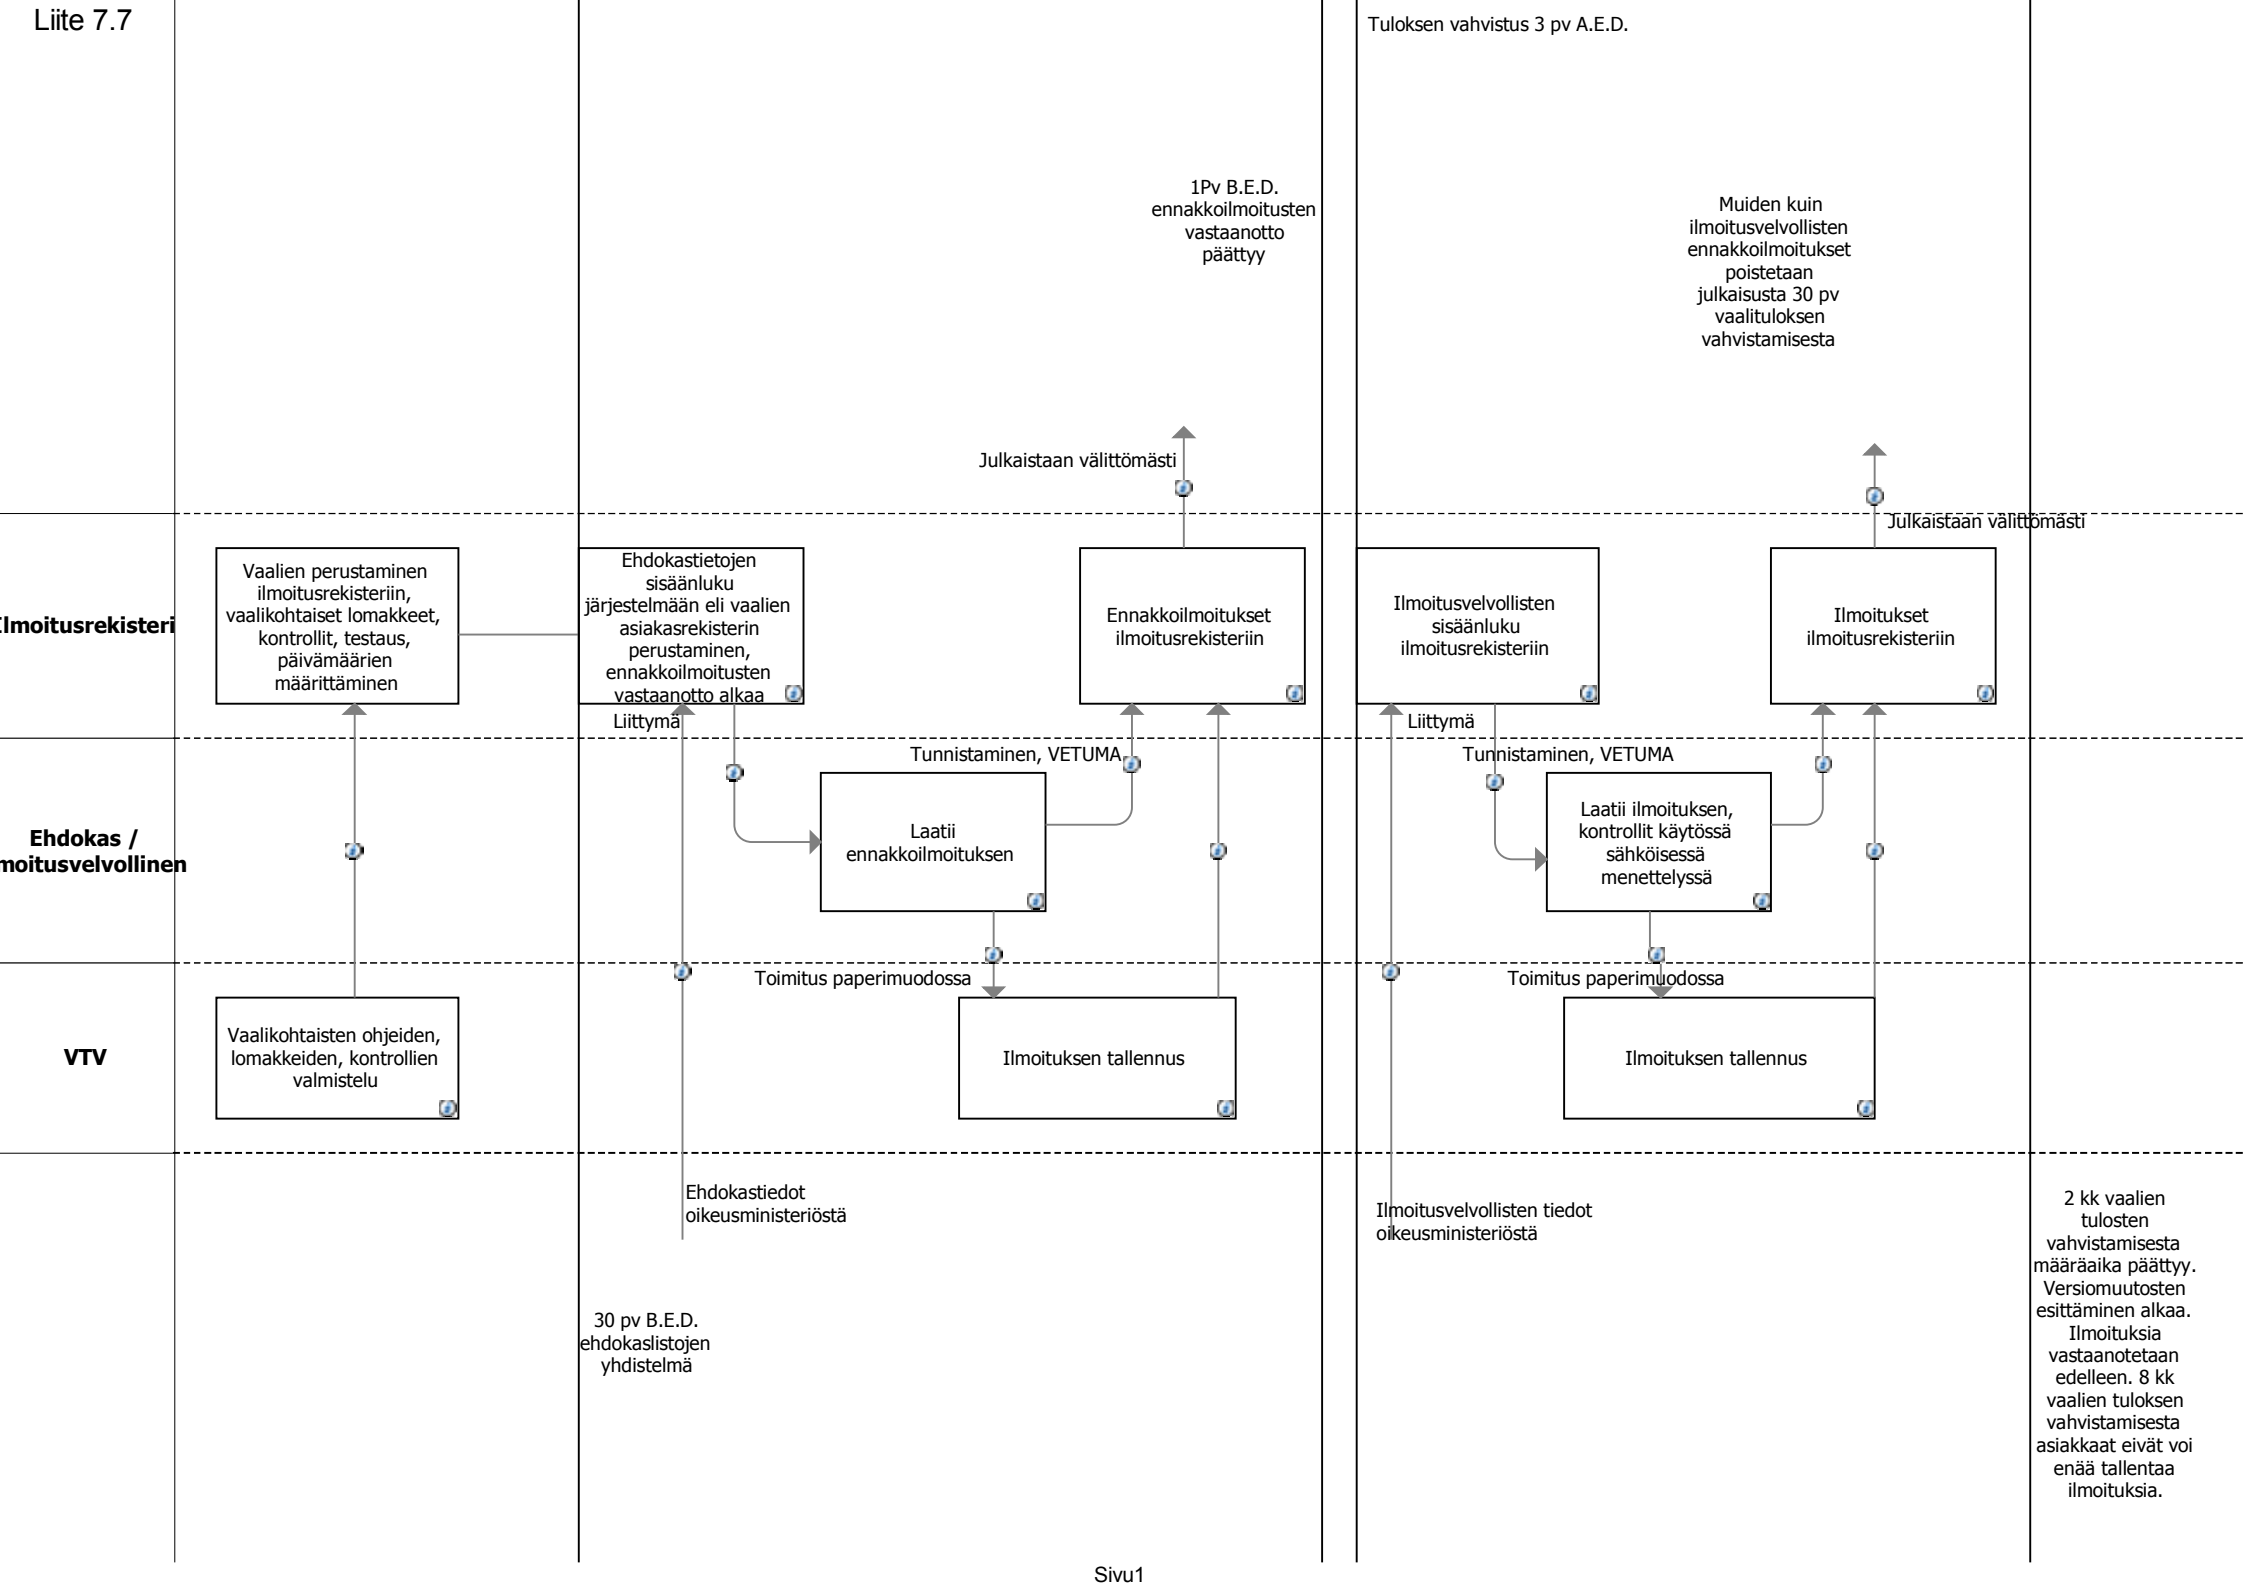 Liite 7.7
Tuloksen vahvistus 3 pv A.E.D.
1Pv B.E.D.
ennakkoilmoitusten
vastaanotto
päättyy
Muiden kuin
ilmoitusvelvollisten
ennakkoilmoitukset
poistetaan
julkaisusta 30 pv
vaalituloksen
vahvistamisesta
Julkaistaan välittömästi
Julkaistaan välittömästi
Ilmoitusrekisteri
Vaalien perustaminen
ilmoitusrekisteriin,
vaalikohtaiset lomakkeet,
kontrollit, testaus,
päivämäärien
määrittäminen
Ehdokastietojen
sisäänluku
järjestelmään eli vaalien
asiakasrekisterin
perustaminen,
ennakkoilmoitusten
vastaanotto alkaa
Ennakkoilmoitukset
ilmoitusrekisteriin
Ilmoitusvelvollisten
sisäänluku
ilmoitusrekisteriin
Ilmoitukset
ilmoitusrekisteriin
Liittymä
Liittymä
Tunnistaminen, VETUMA
Tunnistaminen, VETUMA
Ehdokas /
moitusvelvollinen
Laatii
ennakkoilmoituksen
Laatii ilmoituksen,
kontrollit käytössä
sähköisessä
menettelyssä
Toimitus paperimuodossa
Toimitus paperimuodossa
VTV
Vaalikohtaisten ohjeiden,
lomakkeiden, kontrollien
valmistelu
Ilmoituksen tallennus
Ilmoituksen tallennus
Ehdokastiedot
oikeusministeriöstä
Ilmoitusvelvollisten tiedot
oikeusministeriöstä
30 pv B.E.D.
ehdokaslistojen
yhdistelmä
2 kk vaalien
tulosten
vahvistamisesta
määräaika päättyy.
Versiomuutosten
esittäminen alkaa.
Ilmoituksia
vastaanotetaan
edelleen. 8 kk
vaalien tuloksen
vahvistamisesta
asiakkaat eivät voi
enää tallentaa
ilmoituksia.
Sivu1